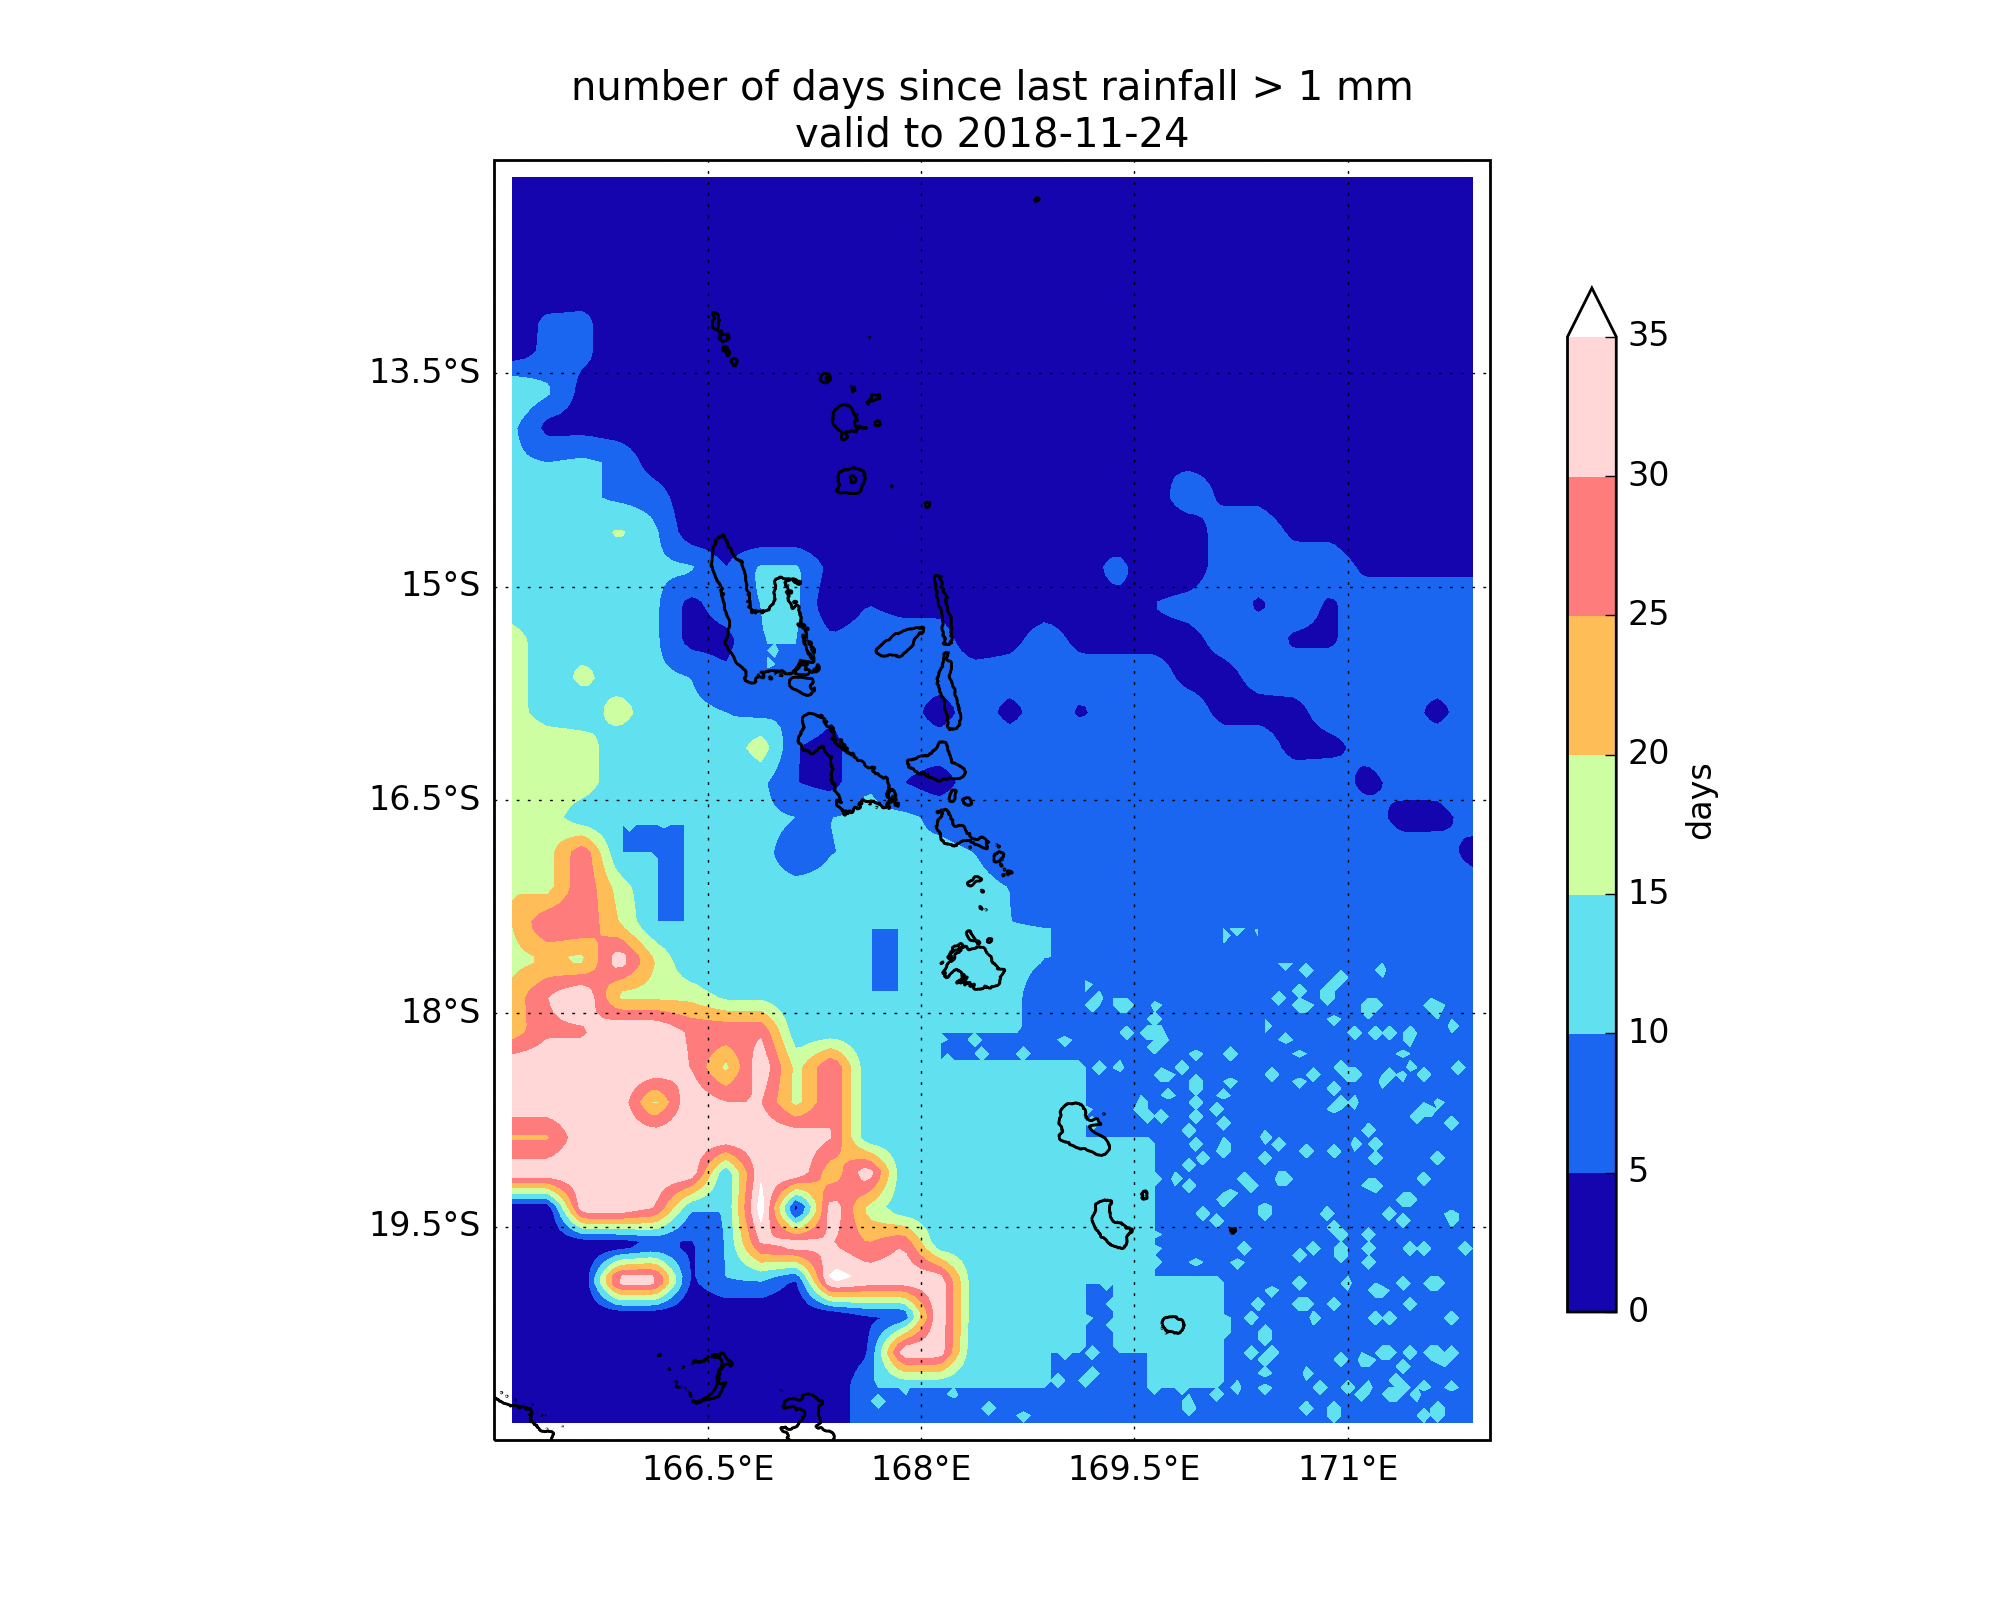 number of days since last rainfall > 1 mm
valid to 2018-11-24
13.5°S
15°S
16.5°S
18°S
19.5°S
166.5°E
168°E
169.5°E
171°E
35
30
25
20
15
10
5
0
days